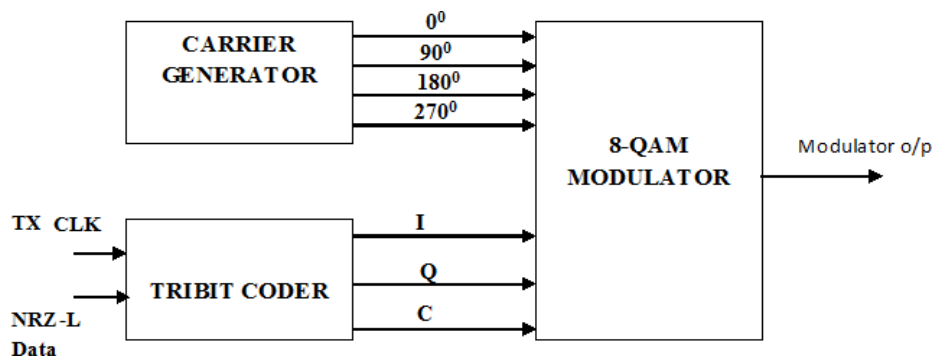 CARRIER
GENERATOR
0⁰
90⁰
180⁰
270⁰
8-QAM
MODULATOR
Modulator o/p
TX CLK
NRZ-L
Data
TRIBIT CODER
I
Q
C